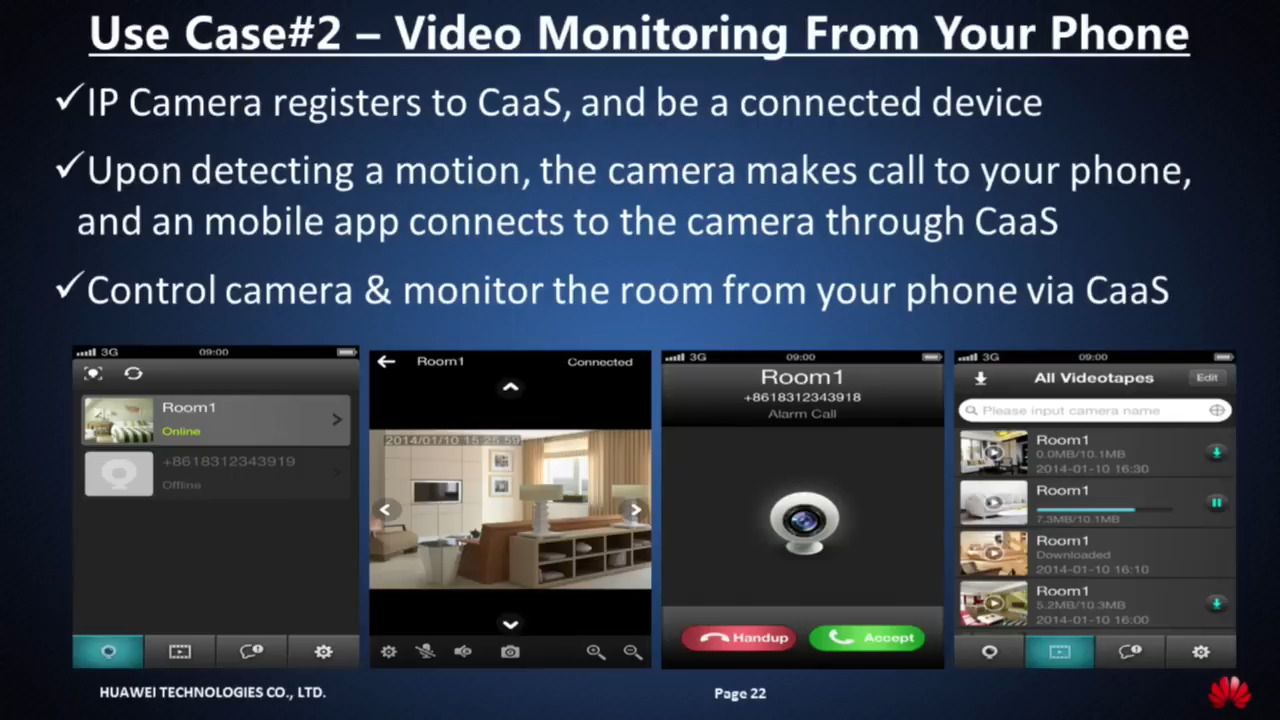 Use Case#2 – Video Monitoring From Your Phone
✓IP Camera registers to CaaS, and be a connected device
✓Upon detecting a motion, the camera makes call to your phone,
and an mobile app connects to the camera through CaaS
✓Control camera & monitor the room from your phone via CaaS
3G 09:00
Room1
Online
+8618312343919
Offline
Room1 Connected
2014/01/10 15:25:59
3G 09:00
Room1
+8618312343918
Alarm Call
Handup Accept
3G 09:00
All Videotapes Edit
Please input camera name
Room1
0.0MB/10.1MB
2014-01-10 16:30
Room1
7.3MB/10.1MB
Room1
Downloaded
2014-01-10 16:10
Room1
5.2MB/10.3MB
2014-01-10 16:00
HUAWEI TECHNOLOGIES CO., LTD. Page 22